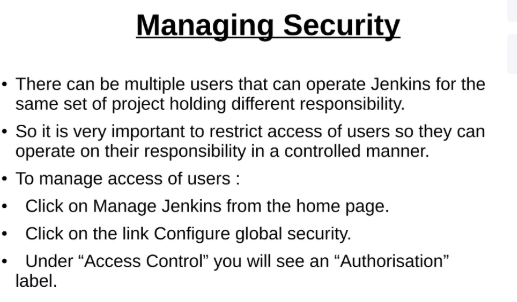 Managing Security
• There can be multiple users that can operate Jenkins for the
same set of project holding different responsibility.
• So it is very important to restrict access of users so they can
operate on their responsibility in a controlled manner.
• To manage access of users :
• Click on Manage Jenkins from the home page.
• Click on the link Configure global security.
• Under “Access Control” you will see an “Authorisation”
label.